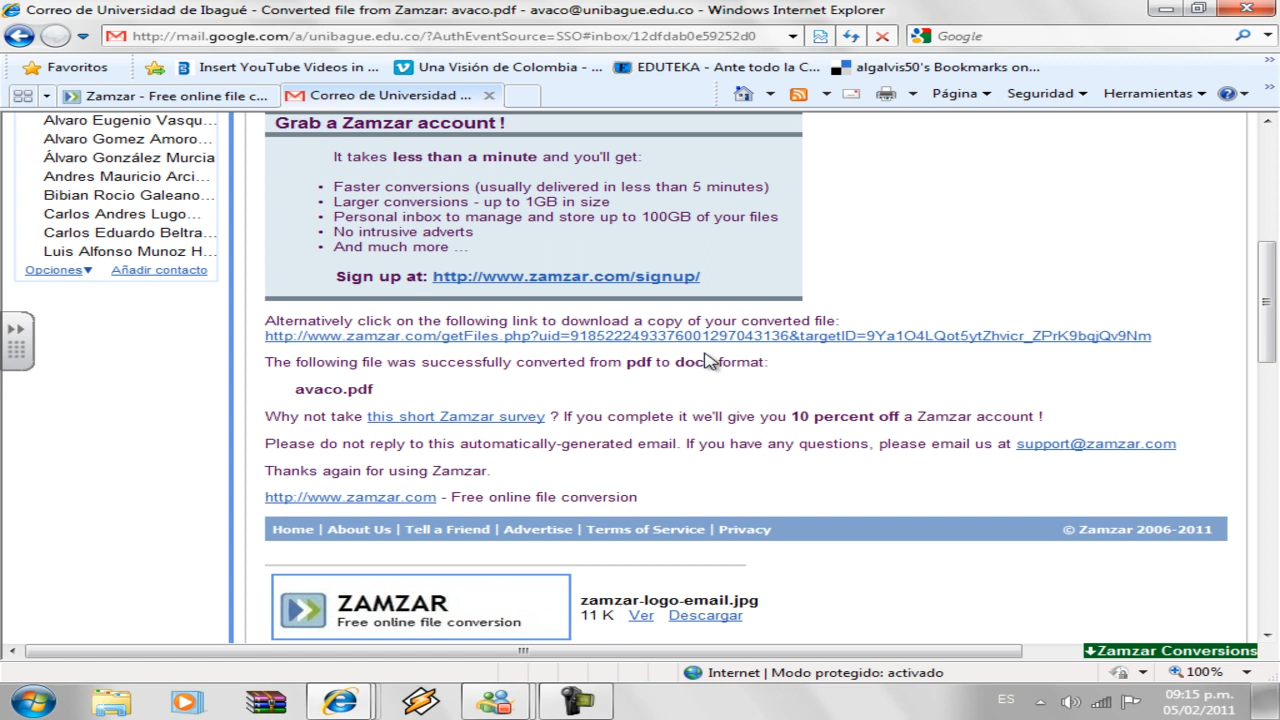 Correo de Universidad de Ibagué - Converted file from Zamzar: avaco.pdf - avaco@unibague.edu.co - Windows Internet Explorer
http://mail.google.com/a/unibague.edu.co/?AuthEventSource=SSO#inbox/12dfdab0e59252d0
Google
Favoritos
Insert YouTube Videos in ...
Una Visión de Colombia - ...
EDUTEKA - Ante todo la C...
algalvis50's Bookmarks on...
Zamzar - Free online file c...
Correo de Universidad ...
Página
Seguridad
Herramientas
Alvaro Eugenio Vasqu...
Alvaro Gomez Amoro...
Álvaro González Murcia
Andres Mauricio Arci...
Bibian Rocio Galeano...
Carlos Andres Lugo...
Carlos Eduardo Beltra...
Luis Alfonso Munoz H...
Opciones▼ Añadir contacto
Grab a Zamzar account !
It takes less than a minute and you'll get:
• Faster conversions (usually delivered in less than 5 minutes)
• Larger conversions - up to 1GB in size
• Personal inbox to manage and store up to 100GB of your files
• No intrusive adverts
• And much more ...
Sign up at: http://www.zamzar.com/signup/
Alternatively click on the following link to download a copy of your converted file:
http://www.zamzar.com/getFiles.php?uid=9185222493376001297043136&targetID=9Ya1O4LQot5ytZhvicr_ZPrK9bqjQv9Nm
The following file was successfully converted from pdf to doc format:
avaco.pdf
Why not take this short Zamzar survey ? If you complete it we'll give you 10 percent off a Zamzar account !
Please do not reply to this automatically-generated email. If you have any questions, please email us at support@zamzar.com
Thanks again for using Zamzar.
http://www.zamzar.com - Free online file conversion
Home | About Us | Tell a Friend | Advertise | Terms of Service | Privacy
© Zamzar 2006-2011
ZAMZAR
Free online file conversion
zamzar-logo-email.jpg
11 K Ver Descargar
Zamzar Conversions
Internet | Modo protegido: activado
100%
ES
09:15 p.m.
05/02/2011